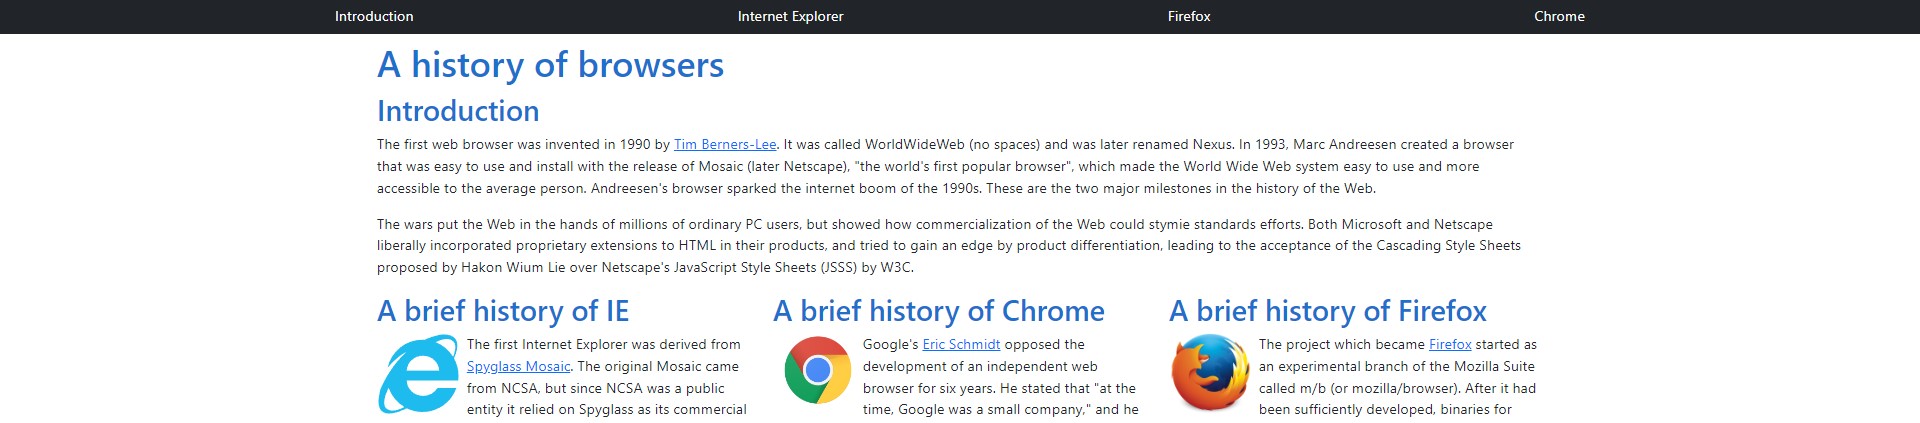 Introduction
Internet Explorer
Firefox
Chrome
A history of browsers
Introduction
The first web browser was invented in 1990 by Tim Berners-Lee. It was called WorldWideWeb (no spaces) and was later renamed Nexus. In 1993, Marc Andreesen created a browser
that was easy to use and install with the release of Mosaic (later Netscape), "the world's first popular browser", which made the World Wide Web system easy to use and more
accessible to the average person. Andreesen's browser sparked the internet boom of the 1990s. These are the two major milestones in the history of the Web.
The wars put the Web in the hands of millions of ordinary PC users, but showed how commercialization of the Web could stymie standards efforts. Both Microsoft and Netscape
liberally incorporated proprietary extensions to HTML in their products, and tried to gain an edge by product differentiation, leading to the acceptance of the Cascading Style Sheets
proposed by Hakon Wium Lie over Netscape's JavaScript Style Sheets (JSSS) by W3C.
A brief history of IE
The first Internet Explorer was derived from
Spyglass Mosaic. The original Mosaic came
from NCSA, but since NCSA was a public
entity it relied on Spyglass as its commercial
A brief history of Chrome
Google's Eric Schmidt opposed the
development of an independent web
browser for six years. He stated that "at the
time, Google was a small company," and he
A brief history of Firefox
The project which became Firefox started as
an experimental branch of the Mozilla Suite
called m/b (or mozilla/browser). After it had
been sufficiently developed, binaries for